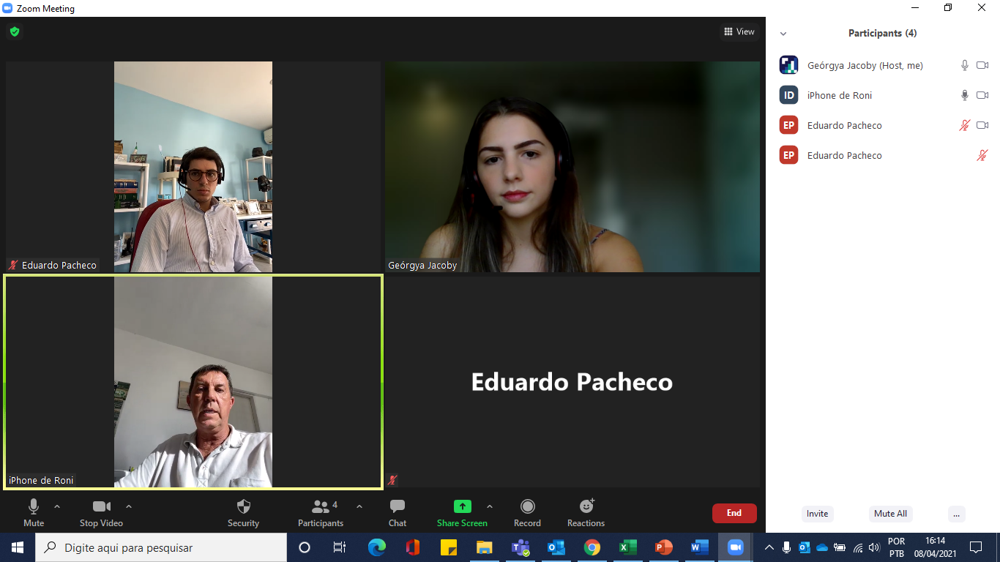 Zoom Meeting
View
Eduardo Pacheco
Geórgya Jacoby
iPhone de Roni
Eduardo Pacheco
Participants (4)
Geórgya Jacoby (Host, me)
ID
iPhone de Roni
EP
Eduardo Pacheco
EP
Eduardo Pacheco
Mute
Stop Video
Security
4
Participants
Chat
Share Screen
Record
Reactions
End
Invite
Mute All
...
Digite aqui para pesquisar
POR
PTB
16:14
08/04/2021